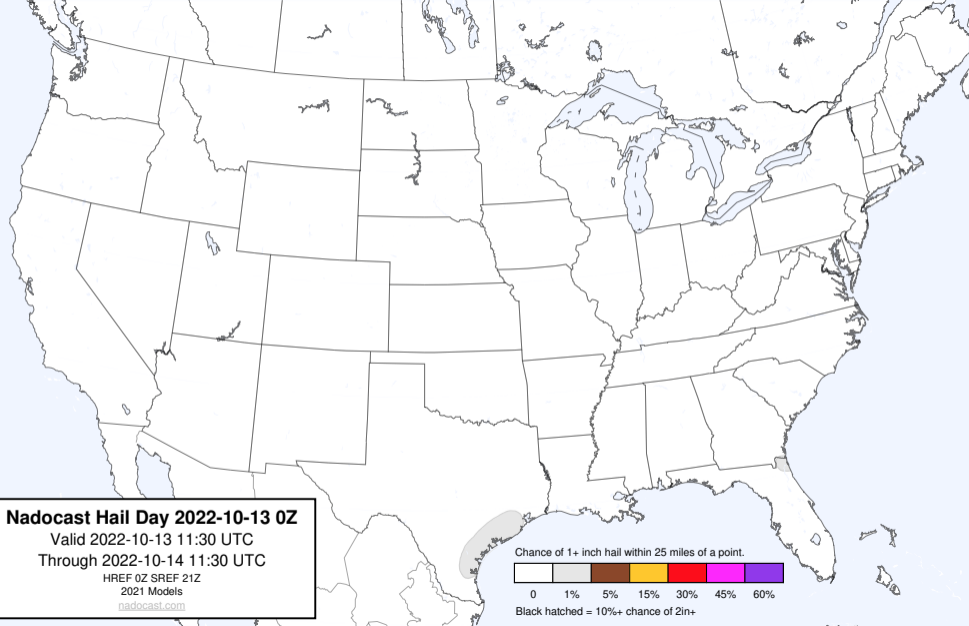 Nadocast Hail Day 2022-10-13 0Z
Valid 2022-10-13 11:30 UTC
Through 2022-10-14 11:30 UTC
HREF 0Z SREF 21Z
2021 Models
nadocast.com
Chance of 1+ inch hail within 25 miles of a point.
0 1% 5% 15% 30% 45% 60%
Black hatched = 10%+ chance of 2in+